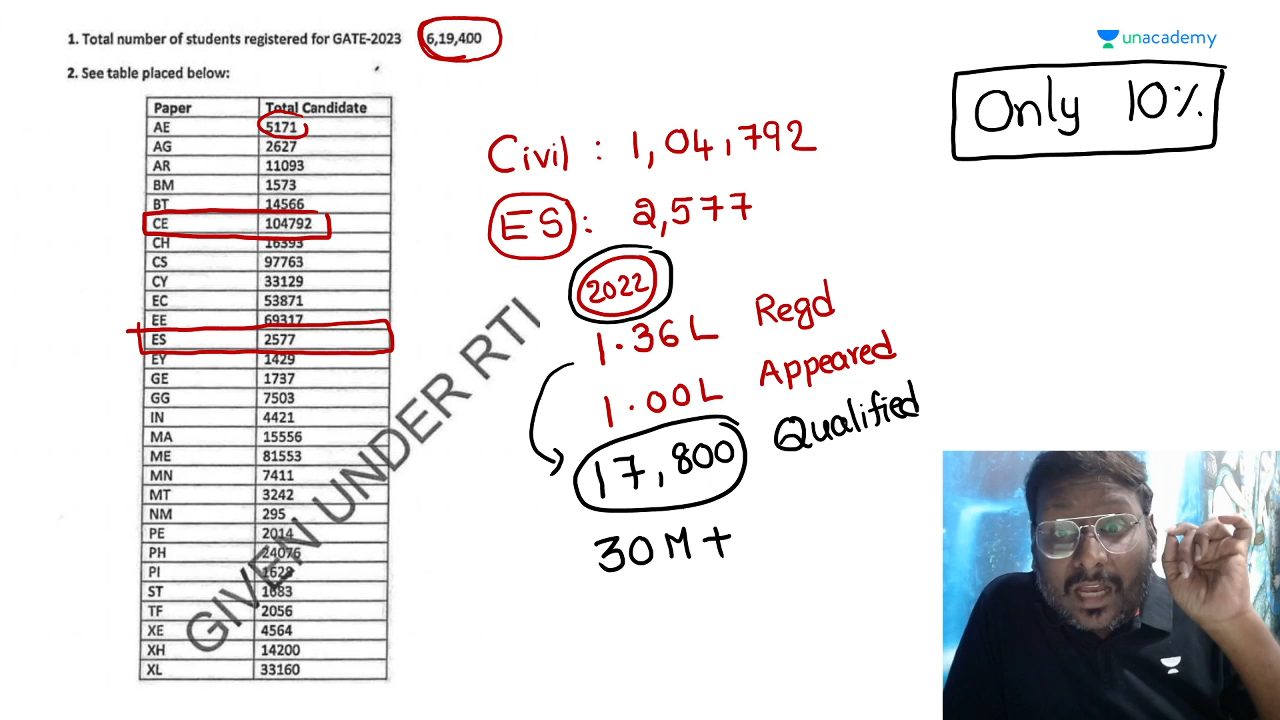 1. Total number of students registered for GATE-2023 6,19,400
2. See table placed below:
Paper Total Candidate
AE 5171
AG 2627
AR 11093
BM 1573
BT 14566
CE 104792
CH 16393
CS 97763
CY 33129
EC 53871
EE 69317
ES 2577
EY 1429
GE 1737
GG 7503
IN 4421
MA 15556
ME 81553
MN 7411
MT 3242
NM 295
PE 2014
PH 24076
PI 1628
ST 1683
TF 2056
XE 4564
XH 14200
XL 33160
GIVEN UNDER RTI
Civil : 1,04,792
ES : 2,577
2022
1.36L Regd
1.00L Appeared
17,800 Qualified
30M+
unacademy
Only 10%